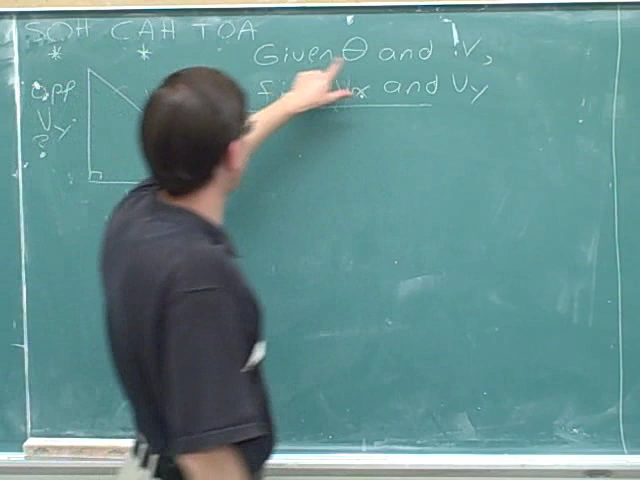 SOH CAH TOA
* *
Given θ and V,
and Vy
opp
Vy
?